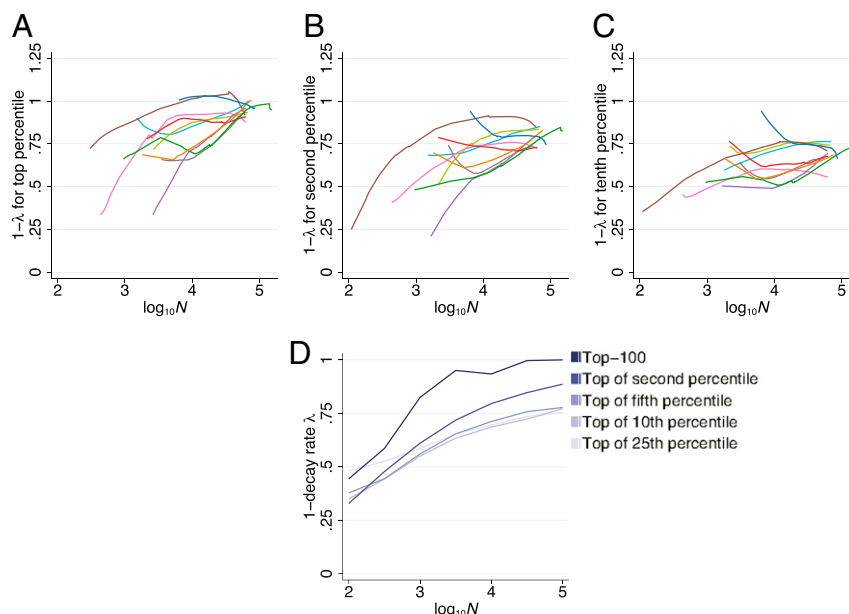 A
1−λ for top percentile
1.25
1
.75
.5
.25
0
2
3
4
5
log10N
B
1−λ for second percentile
1.25
1
.75
.5
.25
0
2
3
4
5
log10N
C
1−λ for tenth percentile
1.25
1
.75
.5
.25
0
2
3
4
5
log10N
D
1−decay rate λ
1
.75
.5
.25
0
2
3
4
5
log10N
Top−100
Top of second percentile
Top of fifth percentile
Top of 10th percentile
Top of 25th percentile